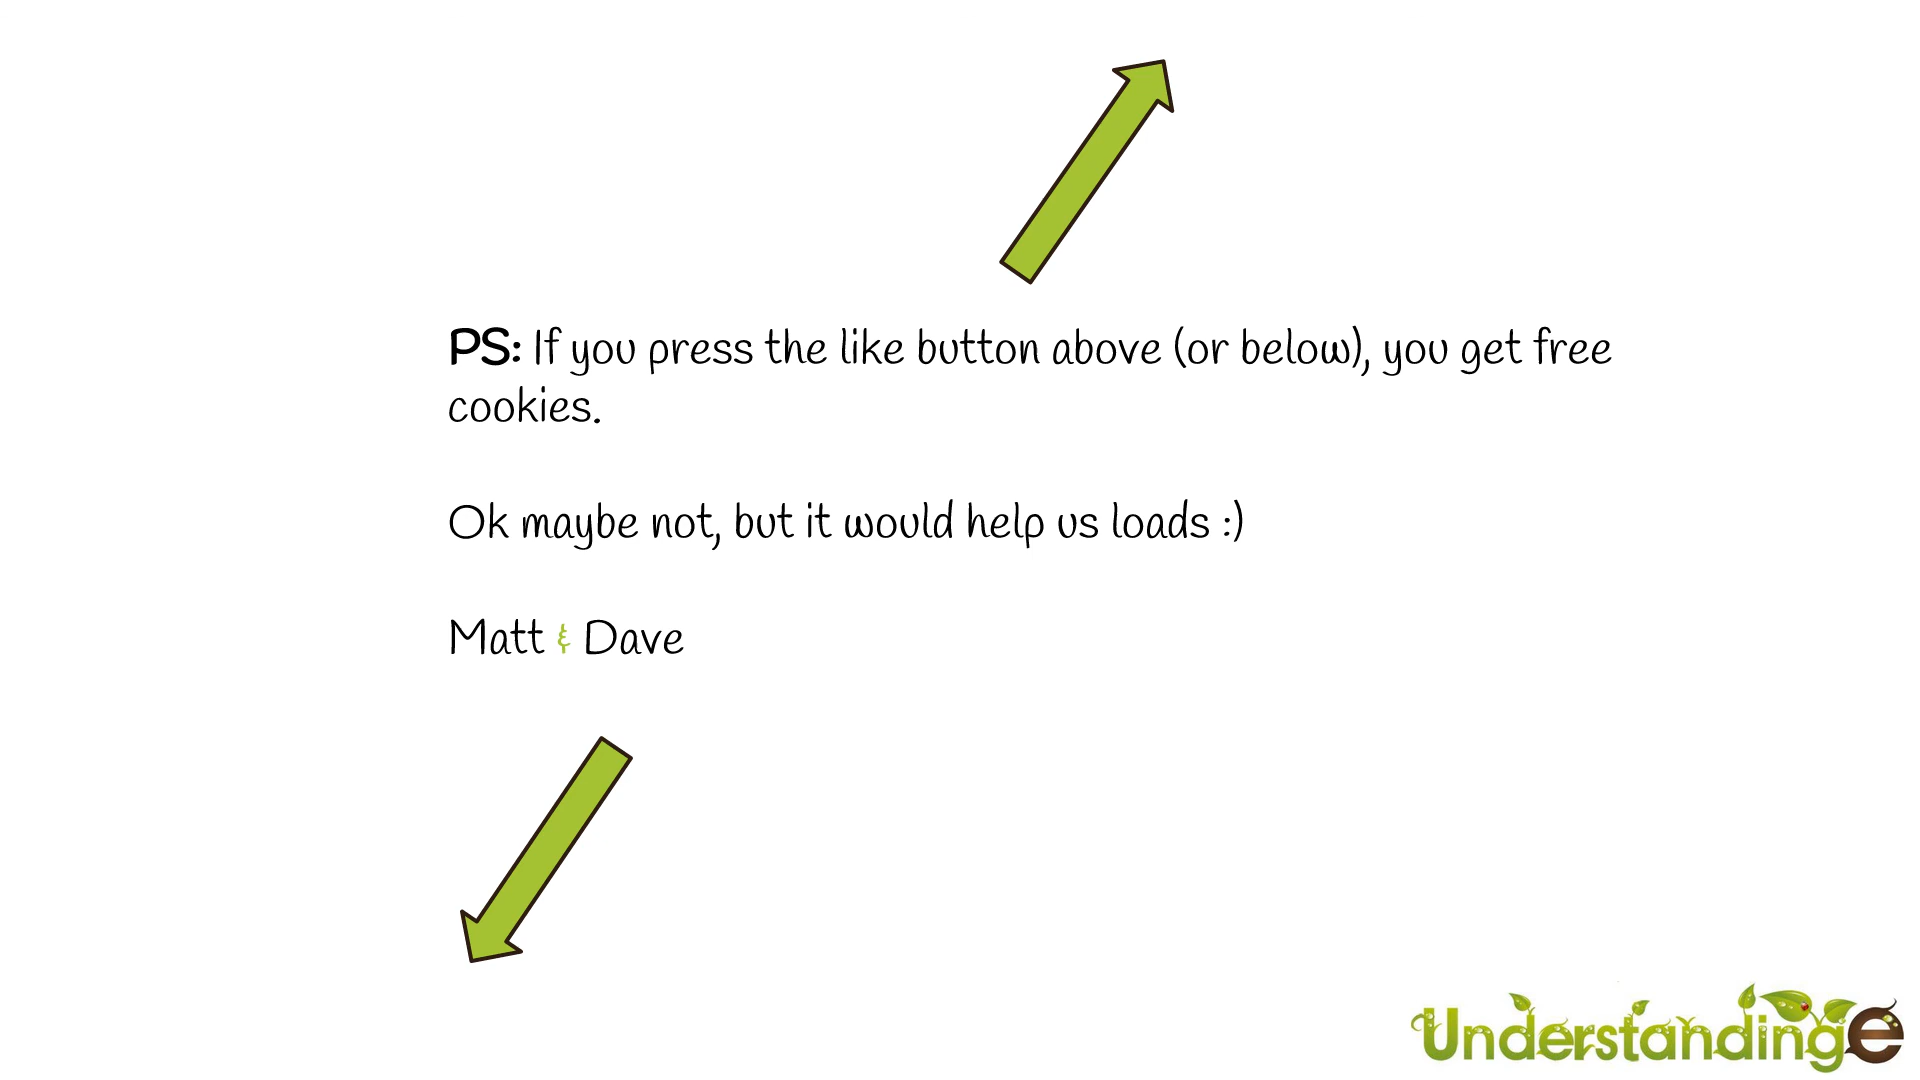 PS: If you press the like button above (or below), you get free
cookies.
Ok maybe not, but it would help us loads :)
Matt & Dave
UnderstandingE